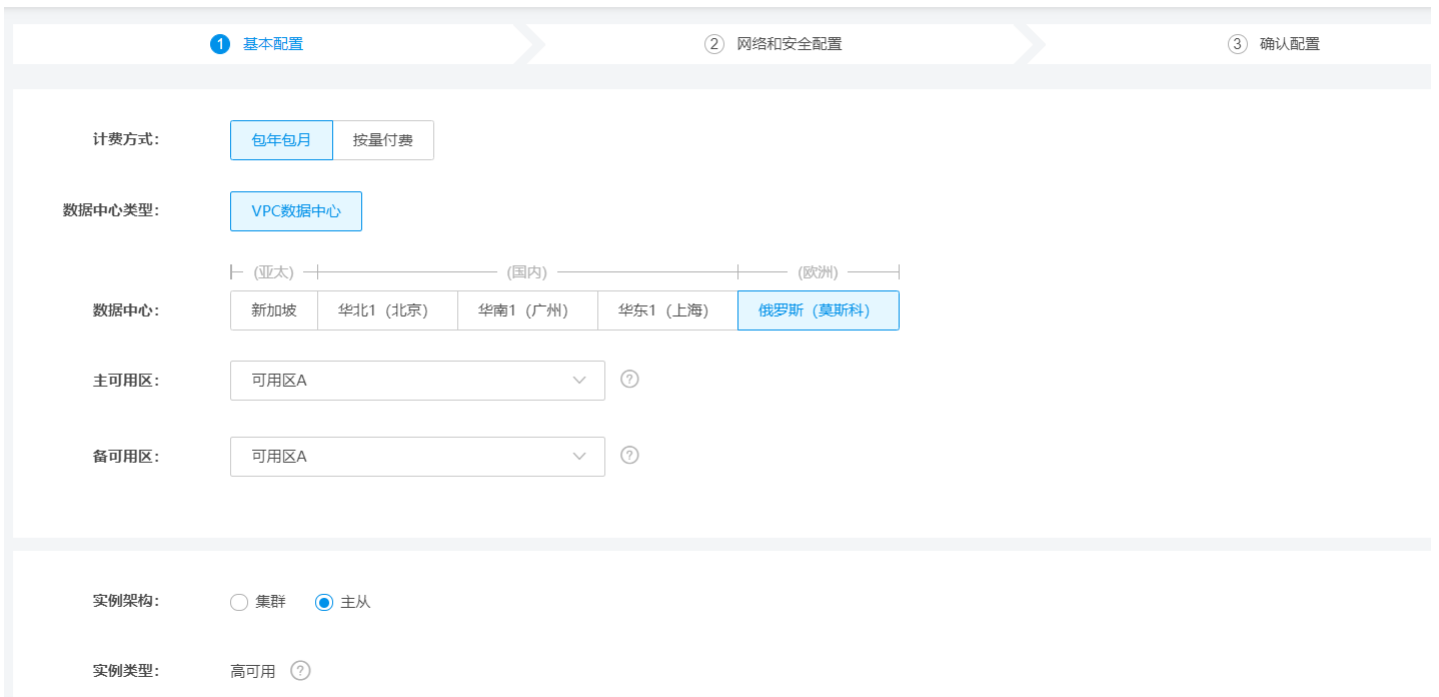 1 基本配置 2 网络和安全配置 3 确认配置
计费方式: 包年包月 按量付费
数据中心类型: VPC数据中心
(亚太) (国内) (欧洲)
数据中心: 新加坡 华北1 (北京) 华南1 (广州) 华东1 (上海) 俄罗斯 (莫斯科)
主可用区: 可用区A ?
备可用区: 可用区A ?
实例架构: 集群 主从
实例类型: 高可用 ?